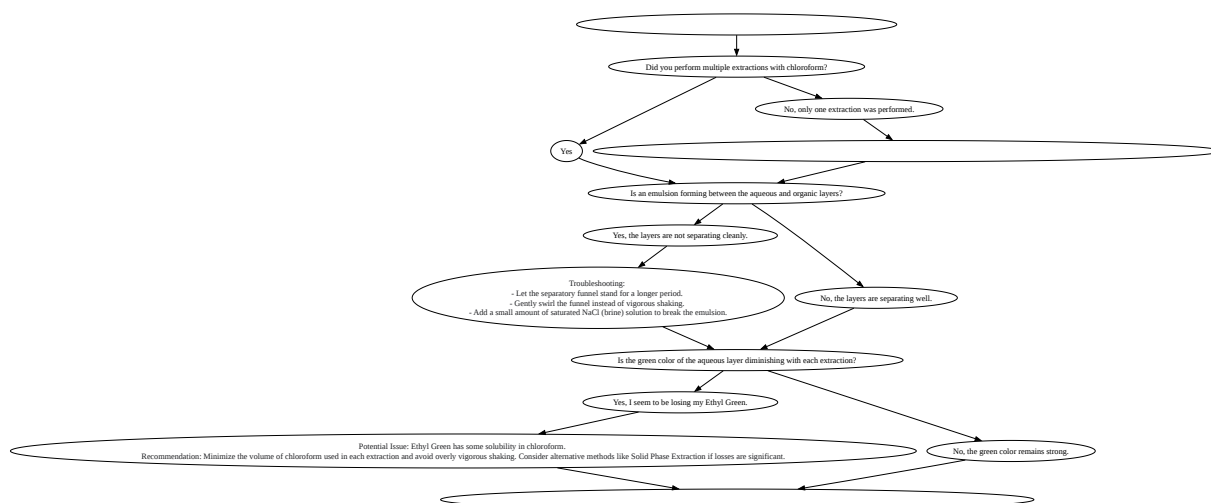 Did you perform multiple extractions with chloroform?
No, only one extraction was performed.
Yes
Is an emulsion forming between the aqueous and organic layers?
Yes, the layers are not separating cleanly.
Troubleshooting:
- Let the separatory funnel stand for a longer period.
- Gently swirl the funnel instead of vigorous shaking.
- Add a small amount of saturated NaCl (brine) solution to break the emulsion.
No, the layers are separating well.
Is the green color of the aqueous layer diminishing with each extraction?
Yes, I seem to be losing my Ethyl Green.
Potential Issue: Ethyl Green has some solubility in chloroform.
Recommendation: Minimize the volume of chloroform used in each extraction and avoid overly vigorous shaking. Consider alternative methods like Solid Phase Extraction if losses are significant.
No, the green color remains strong.